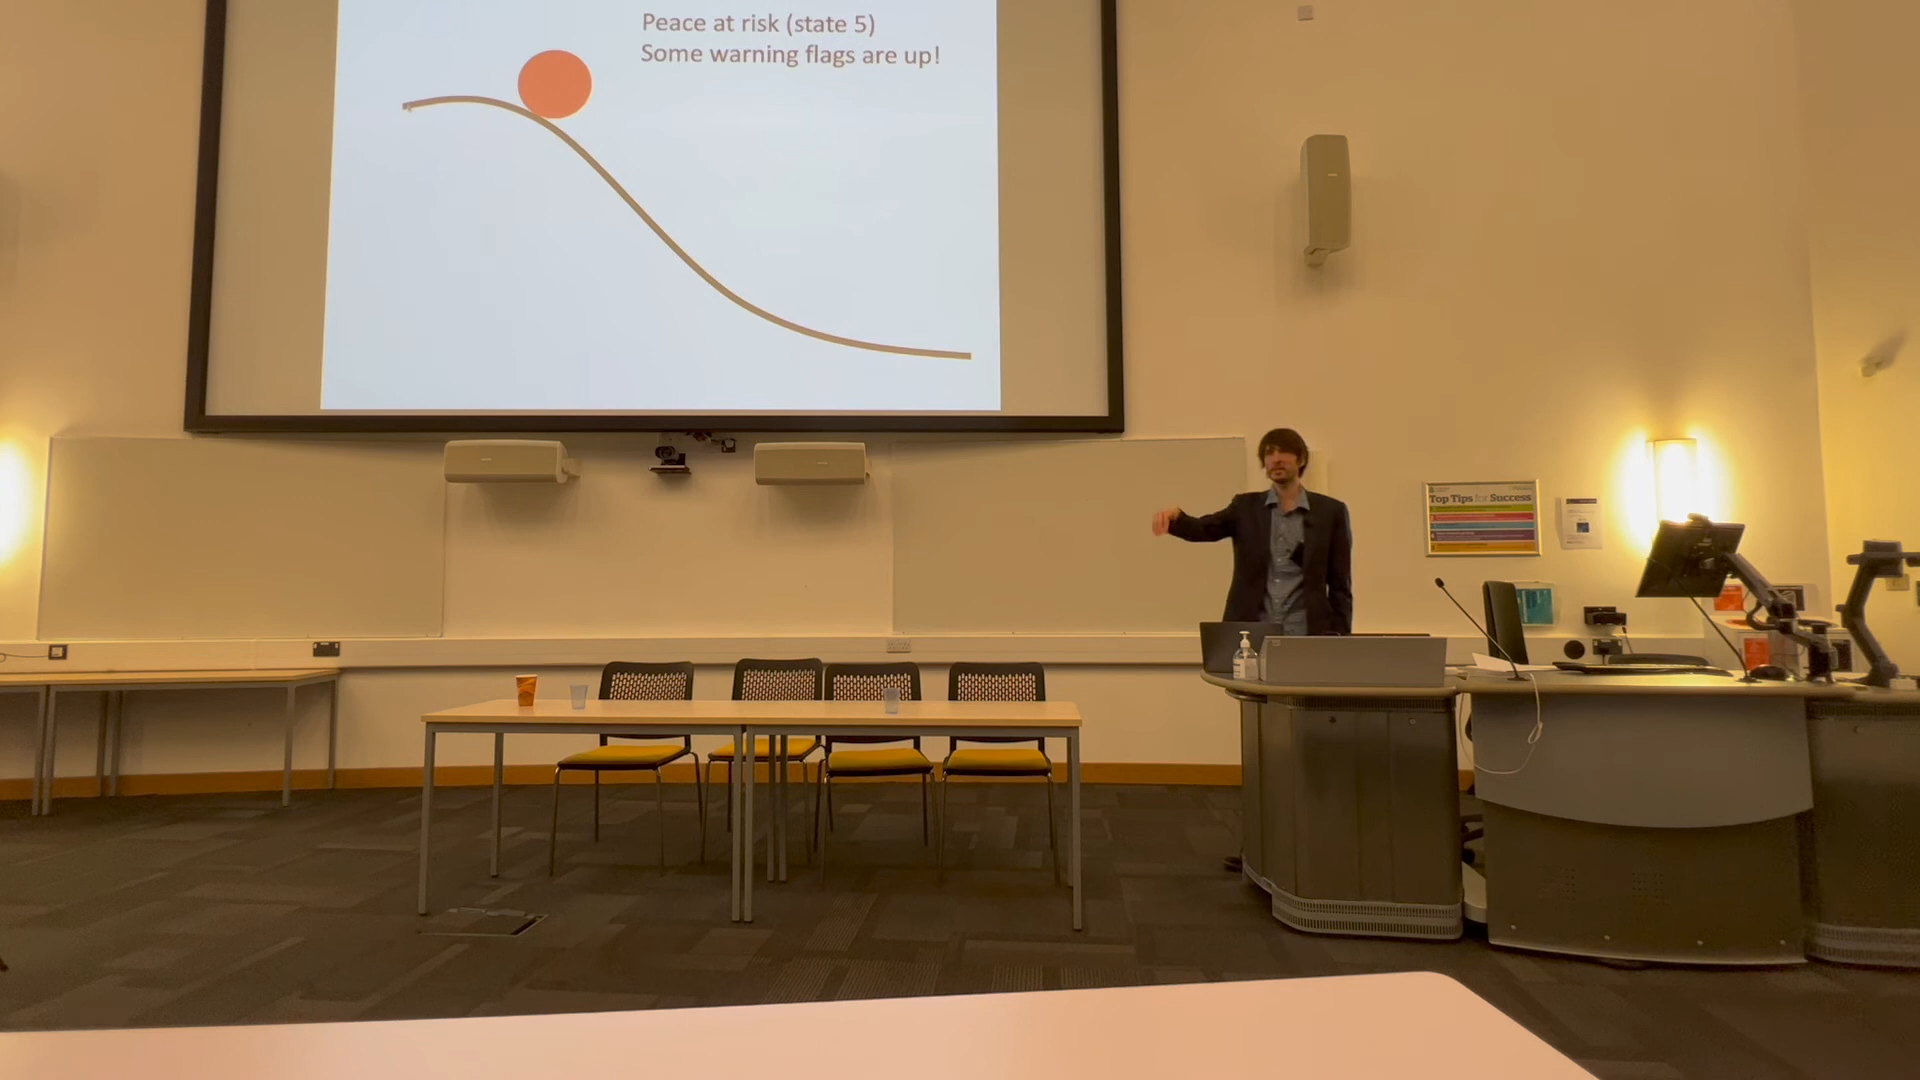 Peace at risk (state 5)
Some warning flags are up!
Top Tips for Success